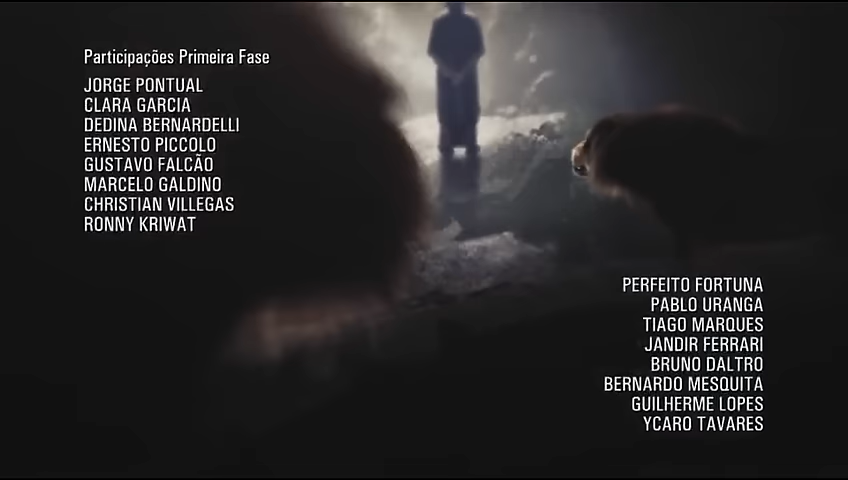 Participações Primeira Fase
JORGE PONTUAL
CLARA GARCIA
DEDINA BERNARDELLI
ERNESTO PICCOLO
GUSTAVO FALCÃO
MARCELO GALDINO
CHRISTIAN VILLEGAS
RONNY KRIWAT
PERFEITO FORTUNA
PABLO URANGA
TIAGO MARQUES
JANDIR FERRARI
BRUNO DALTRO
BERNARDO MESQUITA
GUILHERME LOPES
YCARO TAVARES